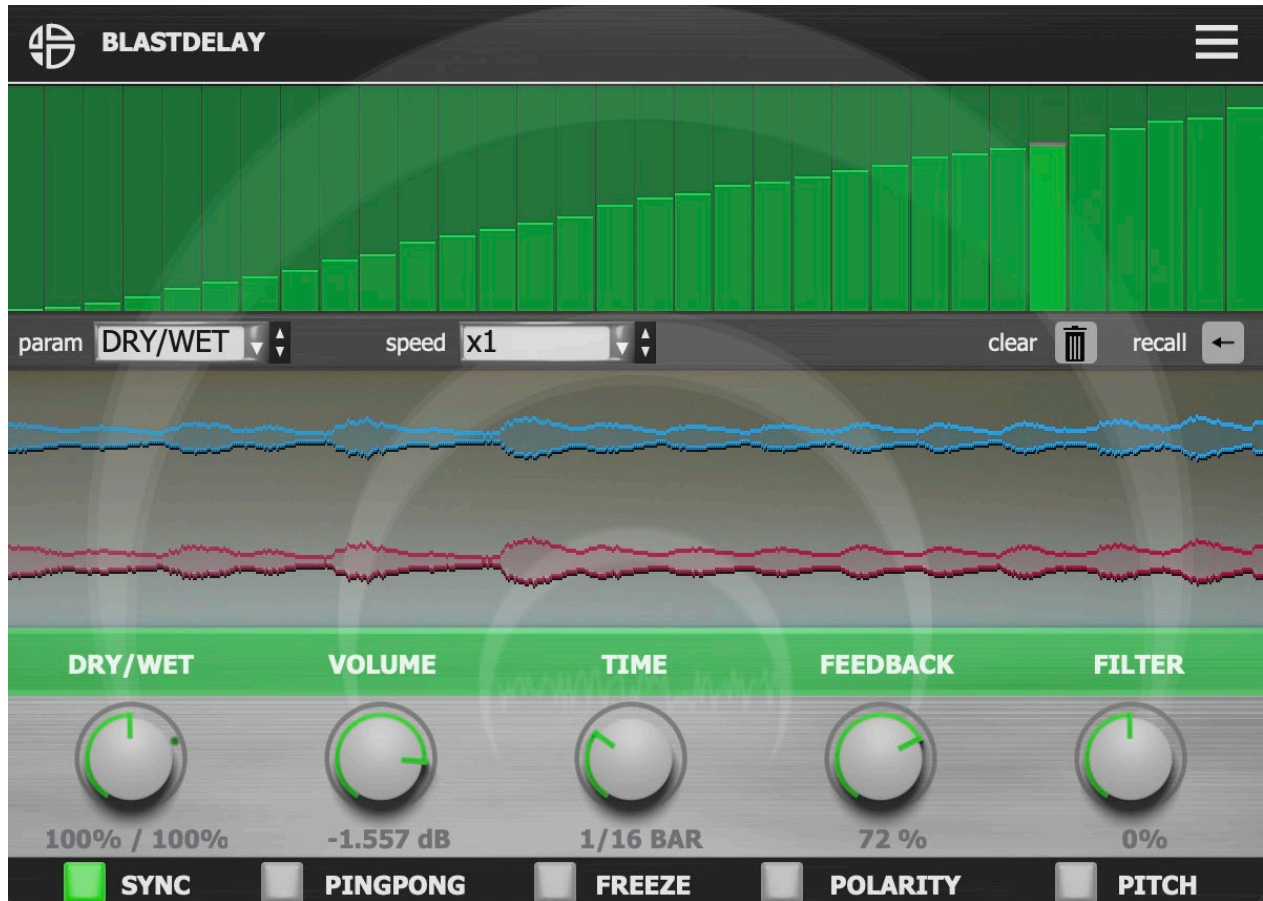 BLASTDELAY
param DRY/WET speed x1 clear recall
DRY/WET VOLUME TIME FEEDBACK FILTER
100% / 100% -1.557 dB 1/16 BAR 72 % 0%
SYNC PINGPONG FREEZE POLARITY PITCH